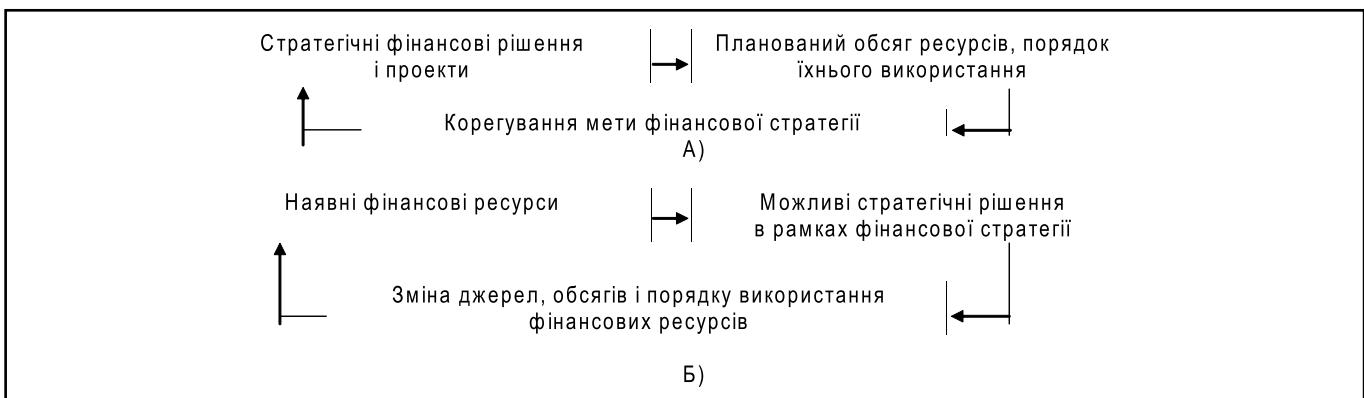 Стратегічні фінансові рішення
і проекти
Планований обсяг ресурсів, порядок
їхнього використання
Корегування мети фінансової стратегії
А)
Наявні фінансові ресурси
Можливі стратегічні рішення
в рамках фінансової стратегії
Зміна джерел, обсягів і порядку використання
фінансових ресурсів
Б)